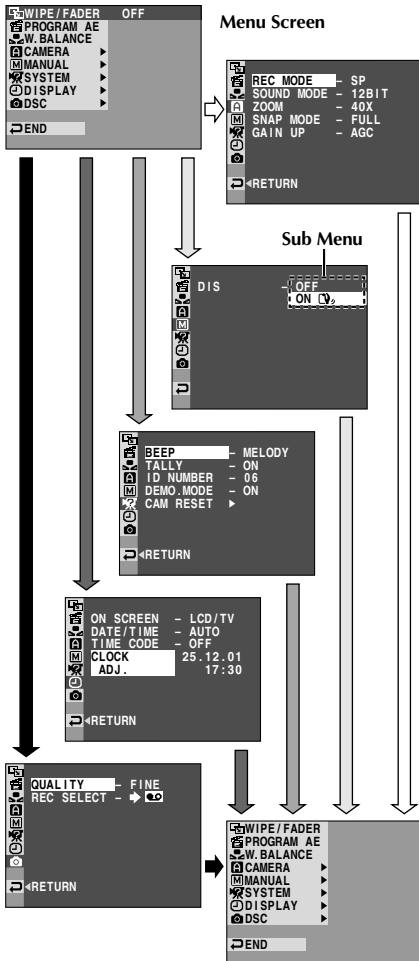 WIPE/FADER OFF
PROGRAM AE
W. BALANCE
CAMERA
MANUAL
SYSTEM
DISPLAY
DSC
END
Menu Screen
REC MODE – SP
SOUND MODE – 12BIT
ZOOM – 40X
SNAP MODE – FULL
GAIN UP – AGC
RETURN
Sub Menu
DIS – OFF
ON
BEEP – MELODY
TALLY – ON
ID NUMBER – 06
DEMO.MODE – ON
CAM RESET
RETURN
ON SCREEN – LCD/TV
DATE/TIME – AUTO
TIME CODE – OFF
CLOCK 25.12.01
ADJ. 17:30
RETURN
QUALITY – FINE
REC SELECT –
RETURN
WIPE/FADER
PROGRAM AE
W. BALANCE
CAMERA
MANUAL
SYSTEM
DISPLAY
DSC
END